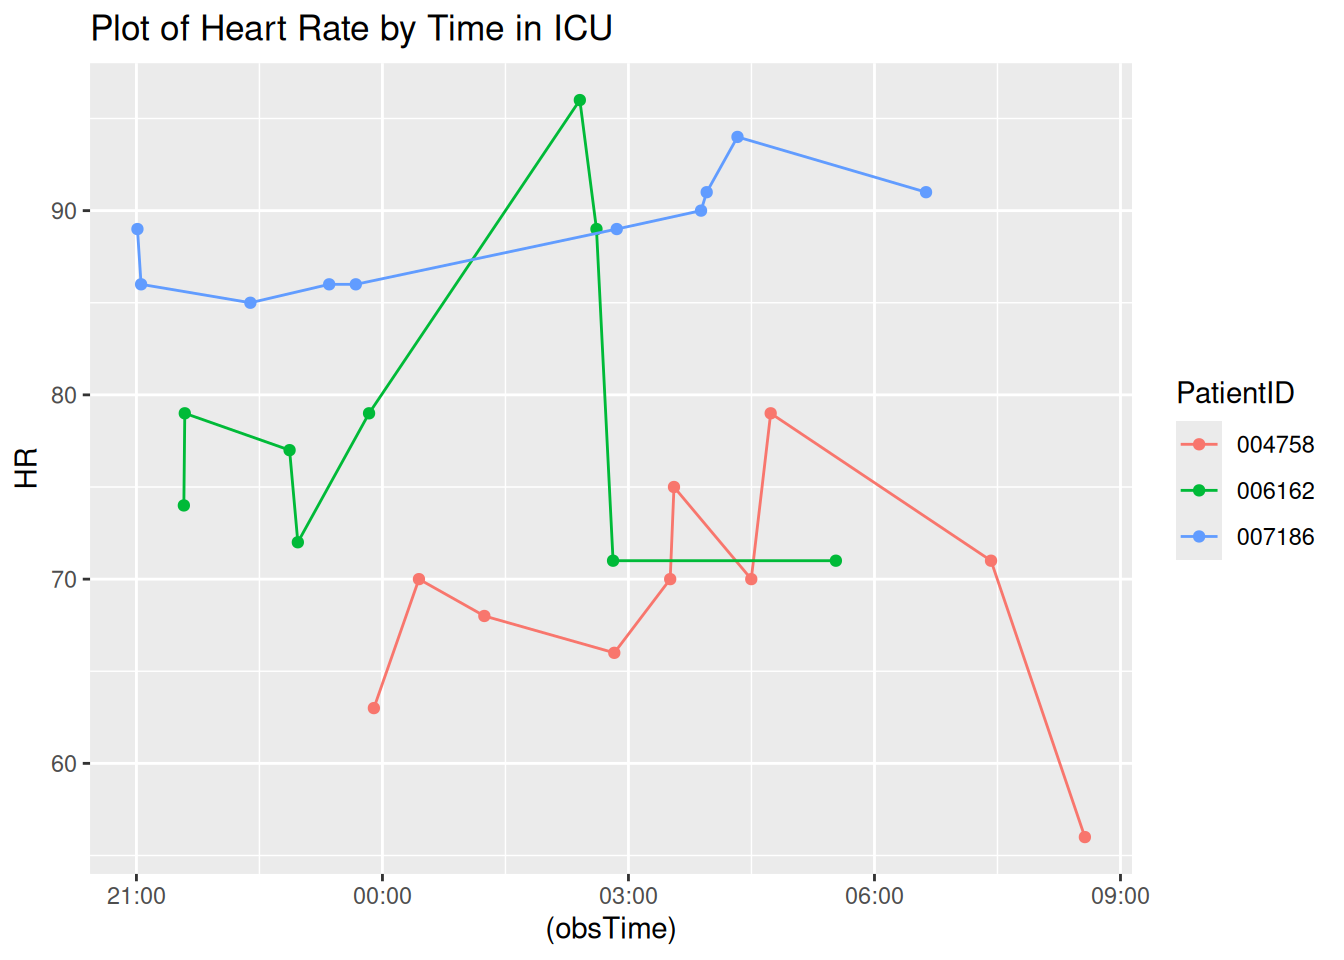 Plot of Heart Rate by Time in ICU
HR
90
80
70
60
21:00 00:00 03:00 06:00 09:00
(obsTime)
PatientID
004758
006162
007186